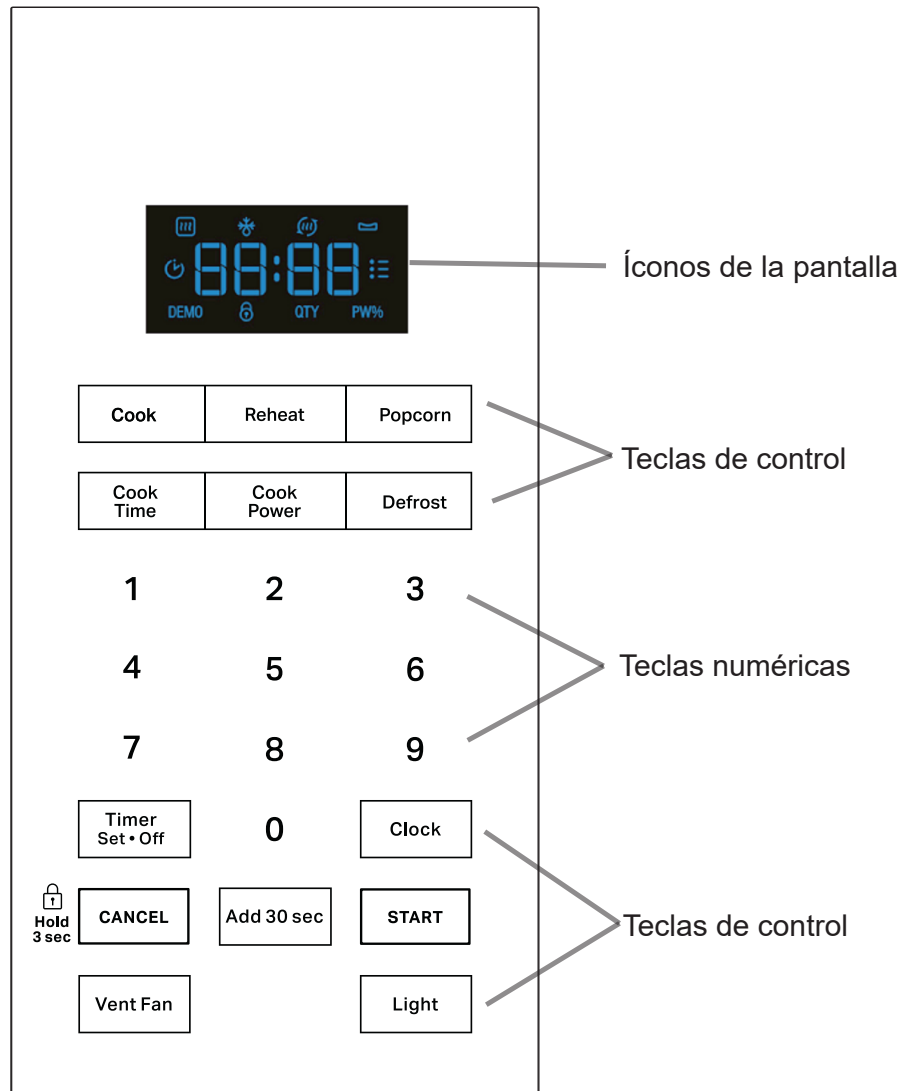 88:88
Íconos de la pantalla
DEMO QTY PW%
Cook Reheat Popcorn
Teclas de control
Cook Time Cook Power Defrost
1 2 3
Teclas numéricas
4 5 6
7 8 9
Timer
Set • Off
0 Clock
Hold
3 sec
CANCEL Add 30 sec START
Teclas de control
Vent Fan Light